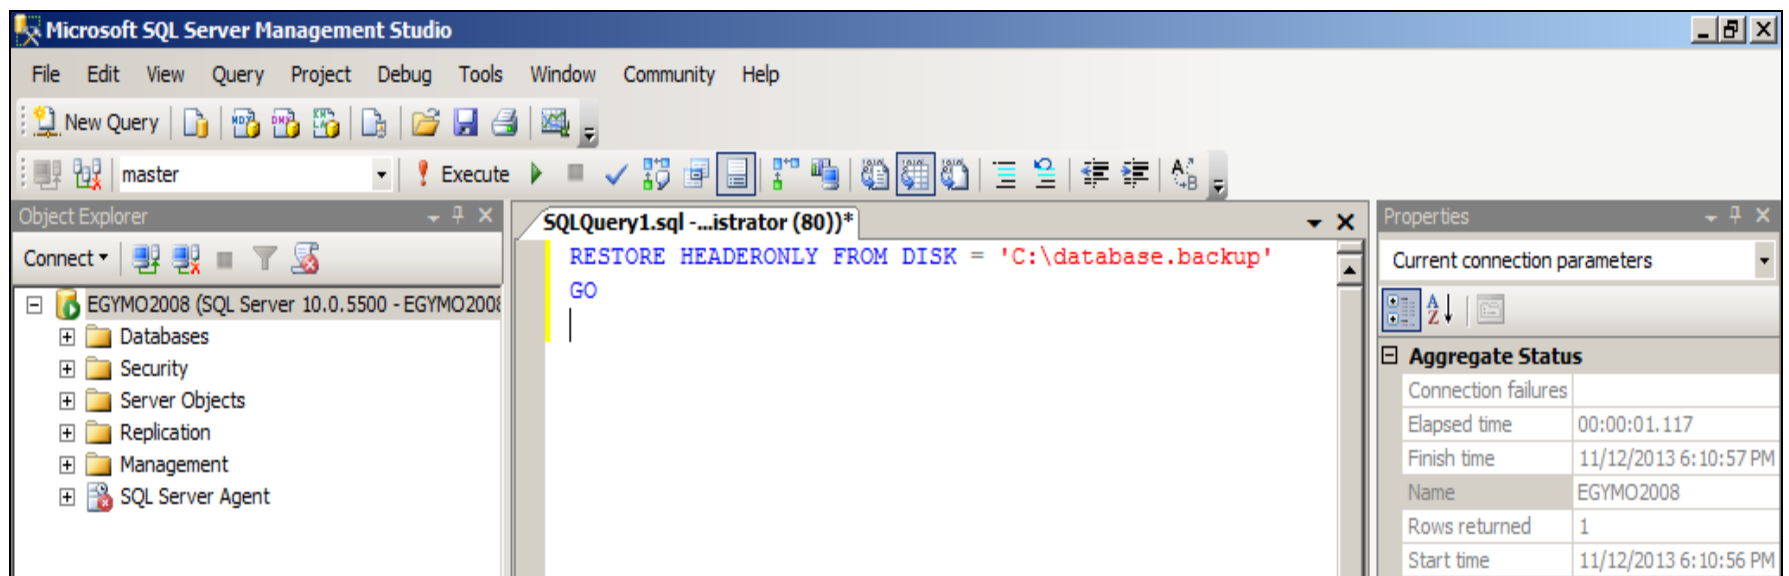 Microsoft SQL Server Management Studio
File Edit View Query Project Debug Tools Window Community Help
New Query
master Execute
Object Explorer
Connect
EGYMO2008 (SQL Server 10.0.5500 - EGYMO2008
Databases
Security
Server Objects
Replication
Management
SQL Server Agent
SQLQuery1.sql -...istrator (80))*
RESTORE HEADERONLY FROM DISK = 'C:\database.backup'
GO
Properties
Current connection parameters
Aggregate Status
Connection failures
Elapsed time 00:00:01.117
Finish time 11/12/2013 6:10:57 PM
Name EGYMO2008
Rows returned 1
Start time 11/12/2013 6:10:56 PM